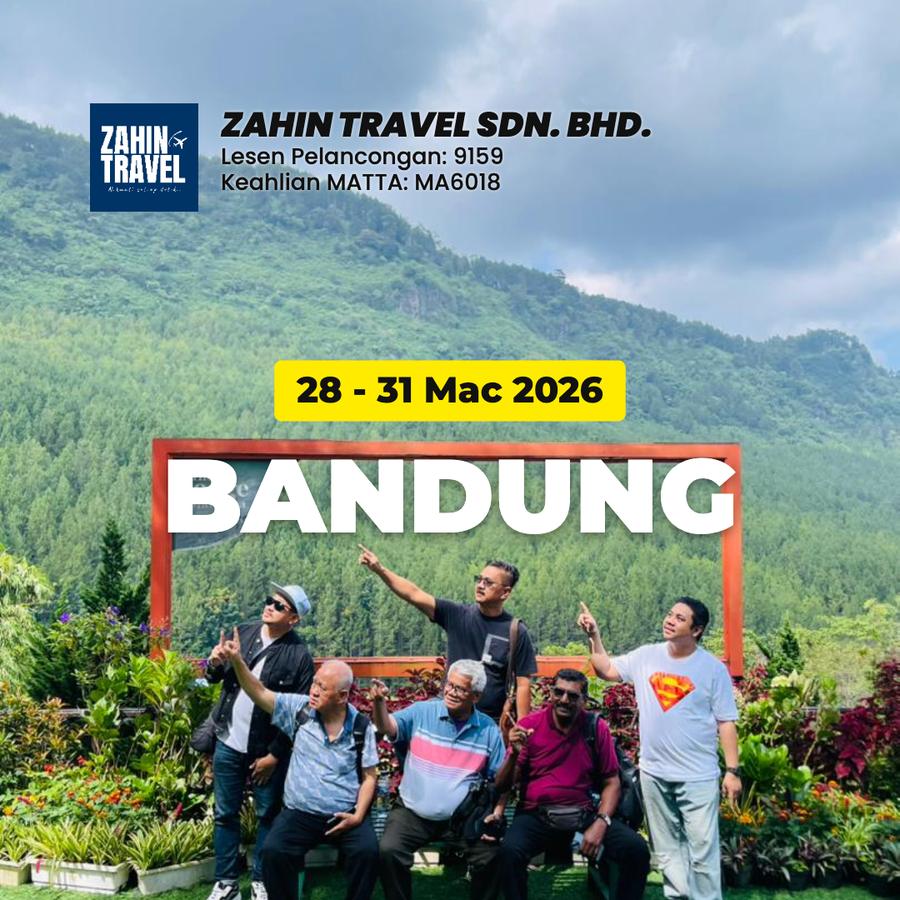 ZAHIN
TRAVEL
ZAHIN TRAVEL SDN. BHD.
Lesen Pelancongan: 9159
Keahlian MATTA: MA6018
28 - 31 Mac 2026
BANDUNG